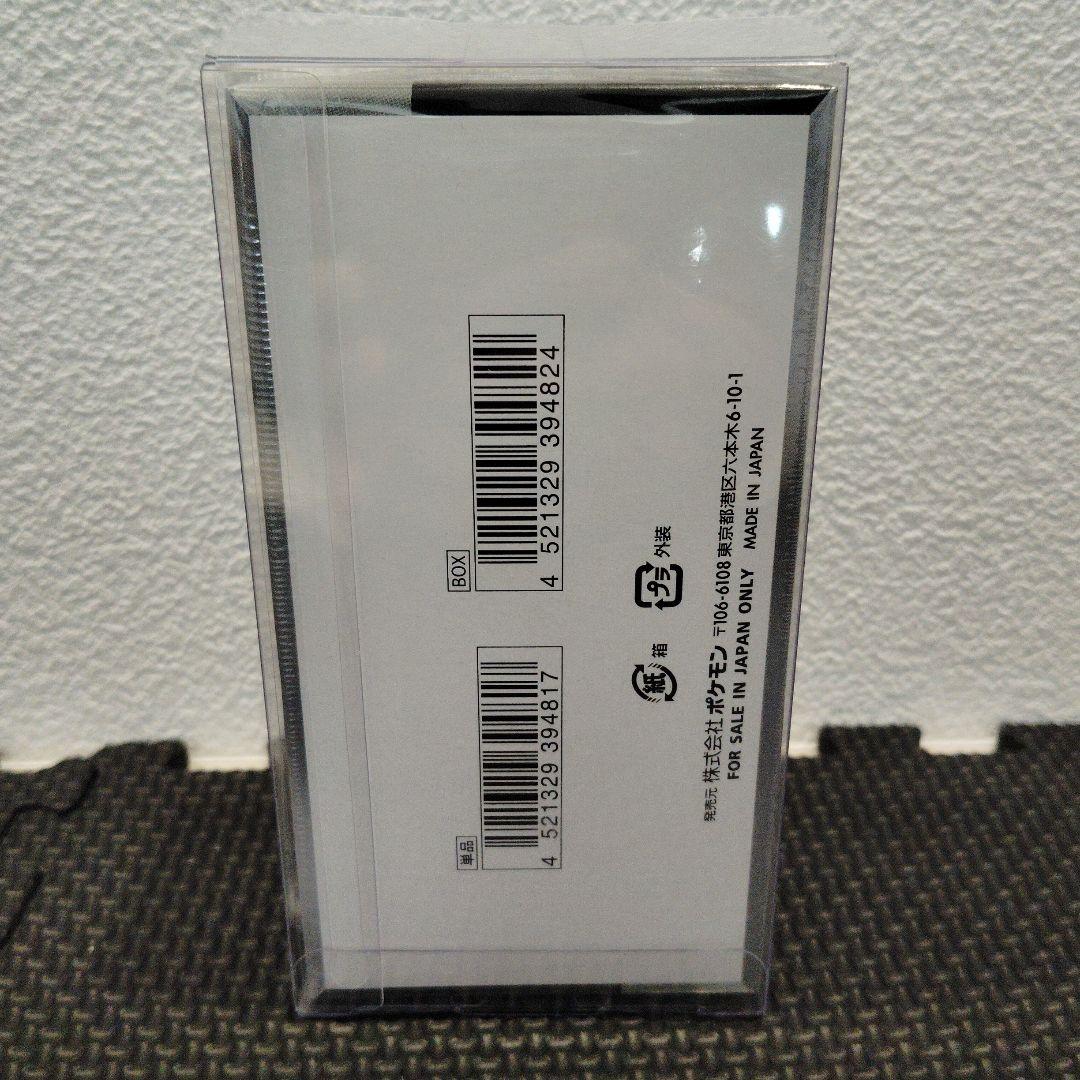 BOX
4 521329 394824
単品
4 521329 394817
紙 箱
プラ 外装
発売元 株式会社 ポケモン 〒106-6108 東京都港区六本木6-10-1
FOR SALE IN JAPAN ONLY MADE IN JAPAN